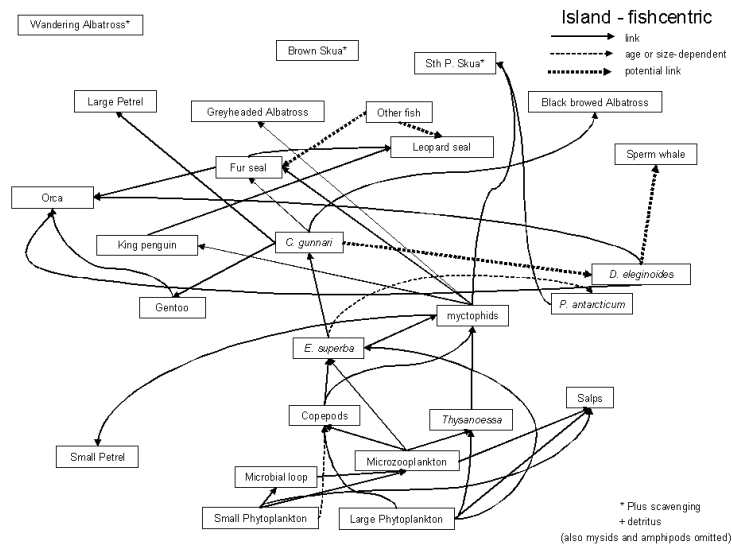 Wandering Albatross*
Island - fishcentric
link
Brown Skua*
age or size-dependent
Sth P. Skua*
potential link
Large Petrel
Greyheaded Albatross
Other fish
Black browed Albatross
Leopard seal
Sperm whale
Fur seal
Orca
King penguin
C. gunnari
D. eleginoides
Gentoo
P. antarcticum
myctophids
E. superba
Copepods
Thysanoessa
Salps
Small Petrel
Microzooplankton
Microbial loop
Small Phytoplankton
Large Phytoplankton
* Plus scavenging
+ detritus
(also mysids and amphipods omitted)